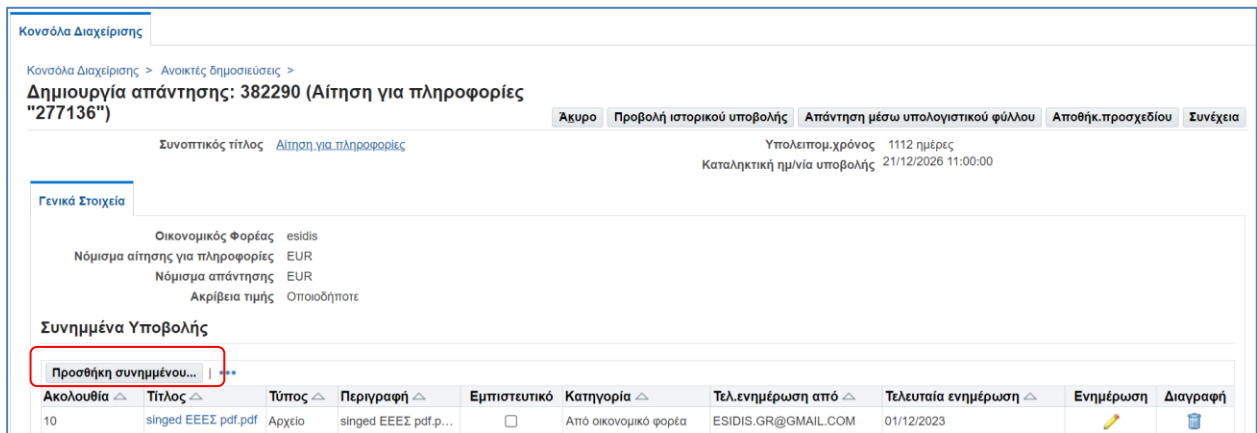 Κονσόλα Διαχείρισης
Κονσόλα Διαχείρισης > Ανοικτές δημοσιεύσεις >
Δημιουργία απάντησης: 382290 (Αίτηση για πληροφορίες
"277136")
Άκυρο Προβολή ιστορικού υποβολής Απάντηση μέσω υπολογιστικού φύλλου Αποθήκ.προσχεδίου Συνέχεια
Συνοπτικός τίτλος Αίτηση για πληροφορίες Υπολειπομ.χρόνος 1112 ημέρες
Καταληκτική ημ/νία υποβολής 21/12/2026 11:00:00
Γενικά Στοιχεία
Οικονομικός Φορέας esidis
Νόμισμα αίτησης για πληροφορίες EUR
Νόμισμα απάντησης EUR
Ακρίβεια τιμής Οποιοδήποτε
Συνημμένα Υποβολής
Προσθήκη συνημμένου... | •••
Ακολουθία Τίτλος Τύπος Περιγραφή Εμπιστευτικό Κατηγορία Τελ.ενημέρωση από Τελευταία ενημέρωση Ενημέρωση Διαγραφή
10 singed ΕΕΕΣ pdf.pdf Αρχείο singed ΕΕΕΣ pdf.p... Από οικονομικό φορέα ESIDIS.GR@GMAIL.COM 01/12/2023